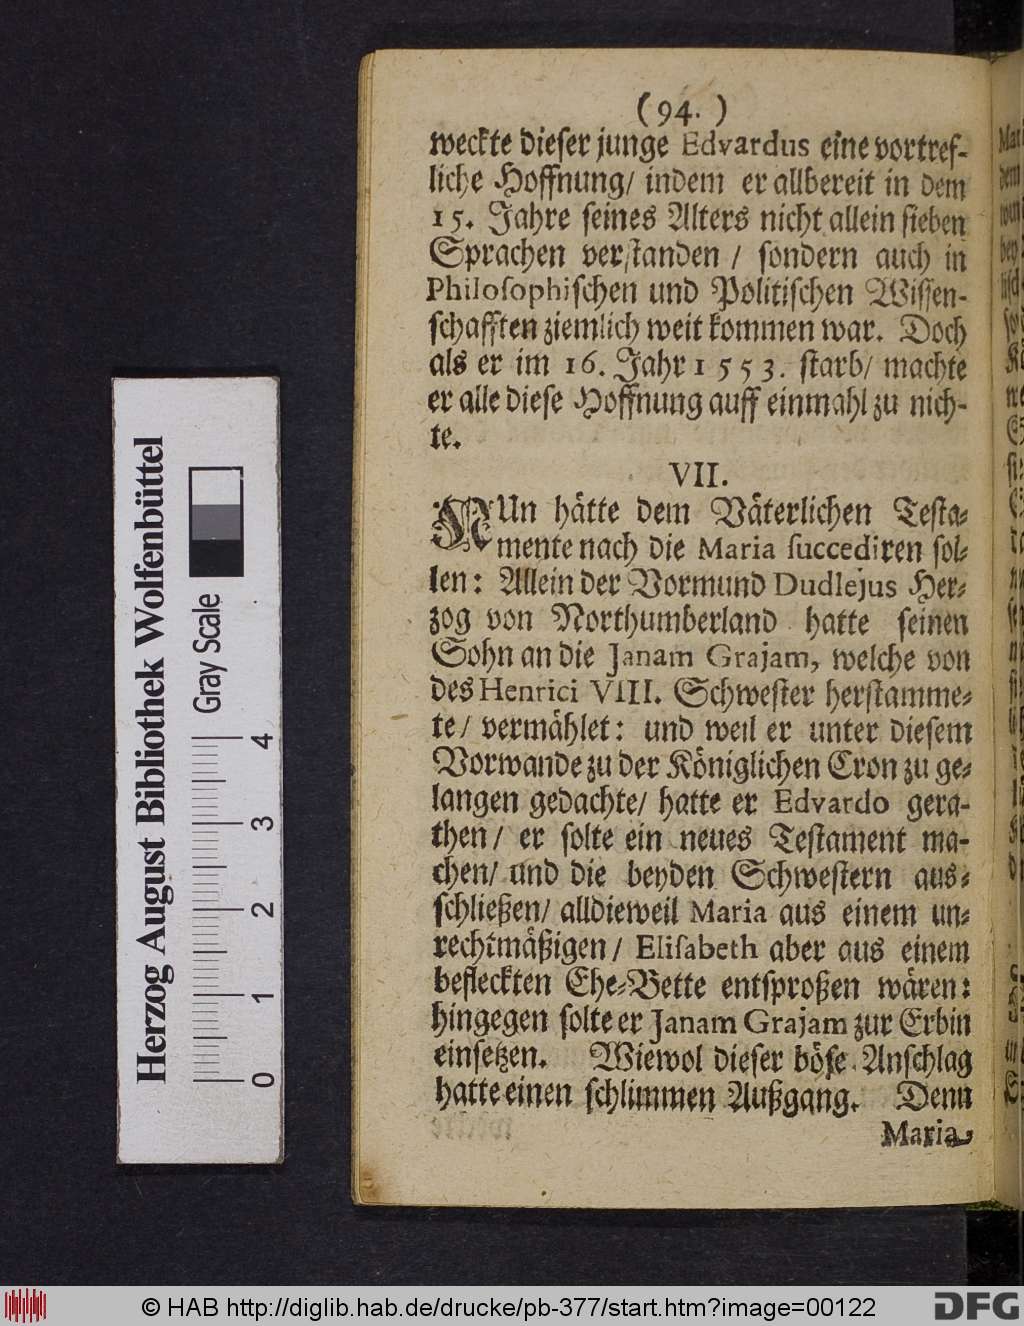 (94. )
weckte dieser junge Edvardus eine vortref-
liche Hoffnung/ indem er allbereit in dem
15. Jahre seines Alters nicht allein sieben
Sprachen verstanden / sondern auch in
Philosophischen und Politischen Wissen-
schafften ziemlich weit kommen war. Doch
als er im 16. Jahr 1553. starb/ machte
er alle diese Hoffnung auff einmahl zu nich-
te.
VII.
NUn hätte dem Väterlichen Testa-
mente nach die Maria succediren sol-
len: Allein der Vormund Dudlejus Her-
zog von Northumberland hatte seinen
Sohn an die Janam Grajam, welche von
des Henrici VIII. Schwester herstamme-
te/ vermählet: und weil er unter diesem
Vorwande zu der Königlichen Cron zu ge-
langen gedachte/ hatte er Edvardo gera-
then/ er solte ein neues Testament ma-
chen/ und die beyden Schwestern aus-
schließen/ alldieweil Maria aus einem un-
rechtmäßigen/ Elisabeth aber aus einem
befleckten Ehe-Bette entsproßen wären:
hingegen solte er Janam Grajam zur Erbin
einsetzen. Wiewol dieser böse Anschlag
hatte einen schlimmen Außgang. Denn
Maria
Herzog August Bibliothek Wolfenbüttel
Gray Scale
0 1 2 3 4
© HAB http://diglib.hab.de/drucke/pb-377/start.htm?image=00122
DFG